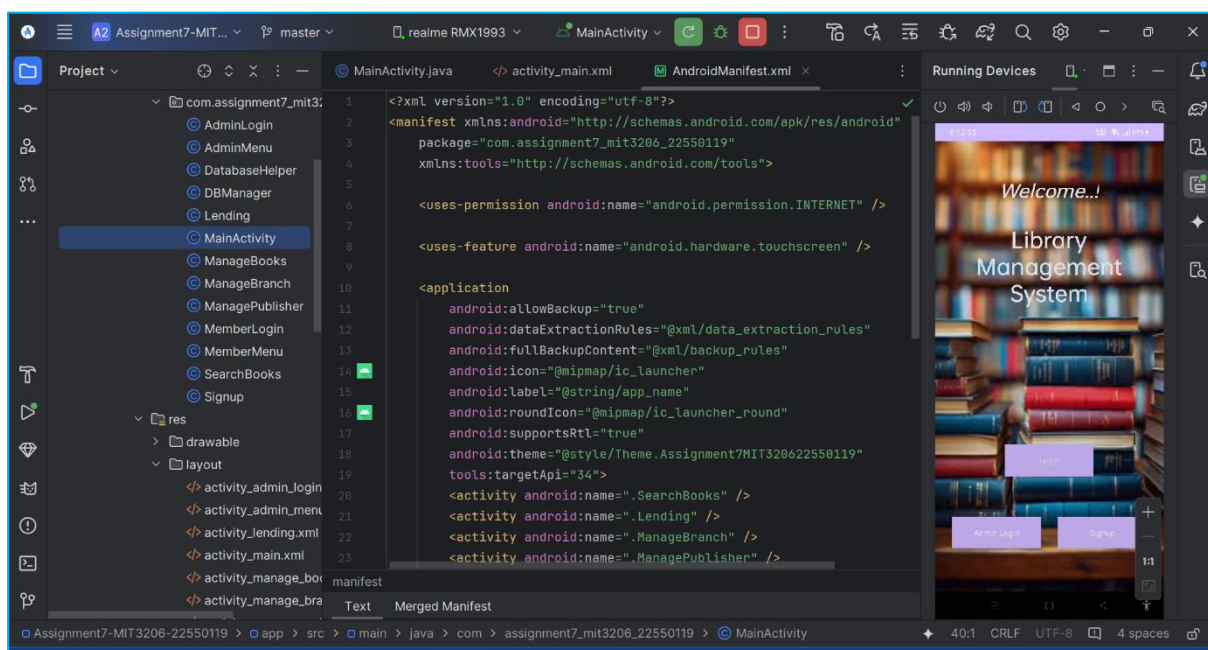 A2 Assignment7-MIT... master realme RMX1993 MainActivity
Project
com.assignment7_mit32
AdminLogin
AdminMenu
DatabaseHelper
DBManager
Lending
MainActivity
ManageBooks
ManageBranch
ManagePublisher
MemberLogin
MemberMenu
SearchBooks
Signup
res
drawable
layout
activity_admin_login
activity_admin_menu
activity_lending.xml
activity_main.xml
activity_manage_boo
activity_manage_bra
MainActivity.java activity_main.xml AndroidManifest.xml
1 <?xml version="1.0" encoding="utf-8"?>
2 <manifest xmlns:android="http://schemas.android.com/apk/res/android"
3 package="com.assignment7_mit3206_22550119"
4 xmlns:tools="http://schemas.android.com/tools">
5
6 <uses-permission android:name="android.permission.INTERNET" />
7
8 <uses-feature android:name="android.hardware.touchscreen" />
9
10 <application
11 android:allowBackup="true"
12 android:dataExtractionRules="@xml/data_extraction_rules"
13 android:fullBackupContent="@xml/backup_rules"
14 android:icon="@mipmap/ic_launcher"
15 android:label="@string/app_name"
16 android:roundIcon="@mipmap/ic_launcher_round"
17 android:supportsRtl="true"
18 android:theme="@style/Theme.Assignment7MIT320622550119"
19 tools:targetApi="34">
20 <activity android:name=".SearchBooks" />
21 <activity android:name=".Lending" />
22 <activity android:name=".ManageBranch" />
23 <activity android:name=".ManagePublisher" />
manifest
Text Merged Manifest
Running Devices
Welcome..!
Library
Management
System
Login
Admin Login Signup
1:1
Assignment7-MIT3206-22550119 > app > src > main > java > com > assignment7_mit3206_22550119 > MainActivity
40:1 CRLF UTF-8 4 spaces